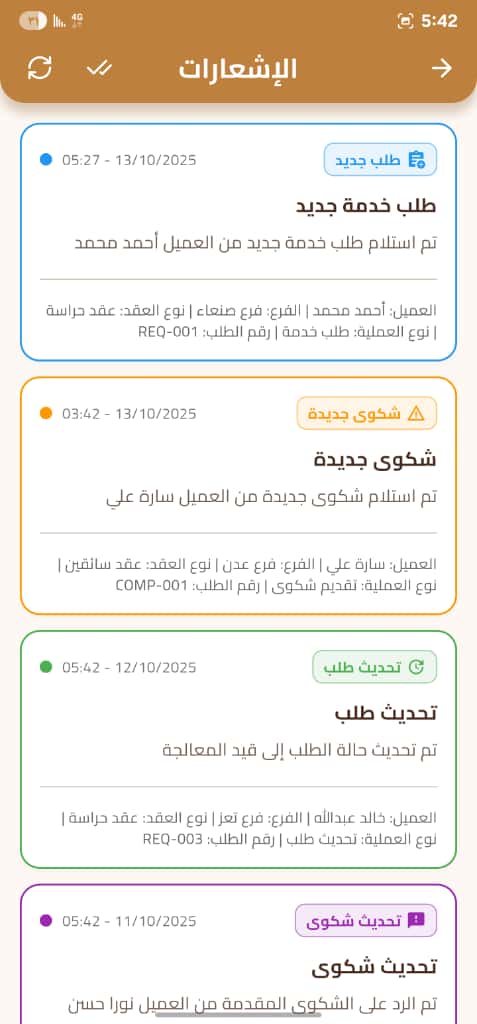 5:42
4G
٣١
الإشعارات
طلب جديد
05:27 - 13/10/2025
طلب خدمة جديد
تم استلام طلب خدمة جديد من العميل أحمد محمد
العميل: أحمد محمد | الفرع: فرع صنعاء | نوع العقد: عقد حراسة
| نوع العملية: طلب خدمة | رقم الطلب: REQ-001
شكوى جديدة
03:42 - 13/10/2025
شكوى جديدة
تم استلام شكوى جديدة من العميل سارة علي
العميل: سارة علي | الفرع: فرع عدن | نوع العقد: عقد سائقين |
نوع العملية: تقديم شكوى | رقم الطلب: COMP-001
تحديث طلب
05:42 - 12/10/2025
تحديث طلب
تم تحديث حالة الطلب إلى قيد المعالجة
العميل: خالد عبدالله | الفرع: فرع تعز | نوع العقد: عقد حراسة |
نوع العملية: تحديث طلب | رقم الطلب: REQ-003
تحديث شكوى
05:42 - 11/10/2025
تحديث شكوى
تم الرد على الشكوى المقدمة من العميل نورا حسن